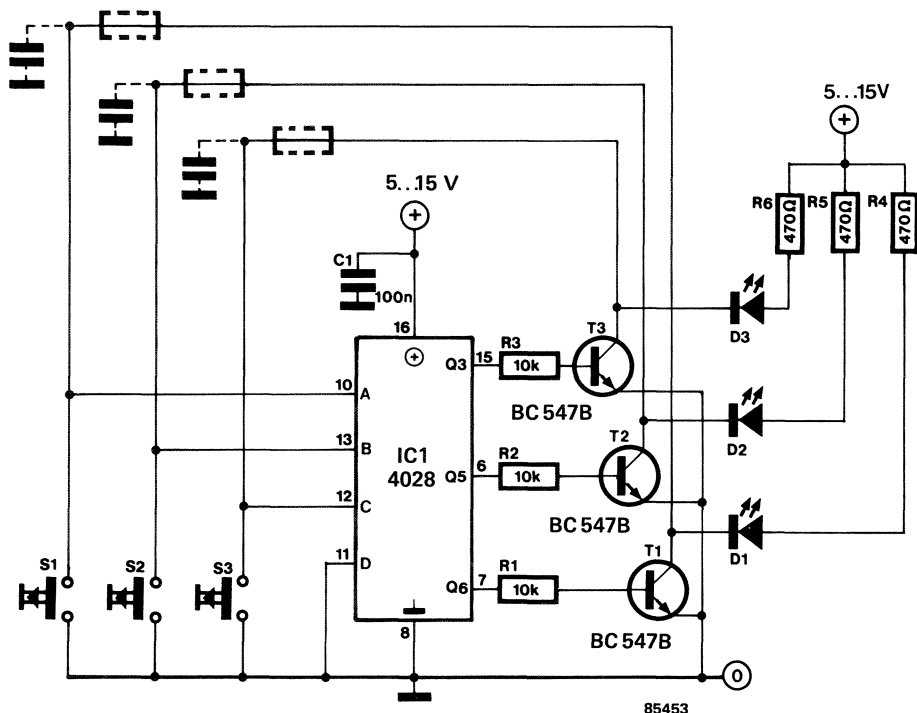 5...15 V
+
C1
100n
16
+
10
A
13
B
12
C
11
D
IC1
4028
8
Q3
15
R3
10k
T3
BC 547B
Q5
6
R2
10k
T2
BC 547B
Q6
7
R1
10k
T1
BC 547B
S1
S2
S3
5...15V
+
R6
470Ω
R5
470Ω
R4
470Ω
D3
D2
D1
0
85453